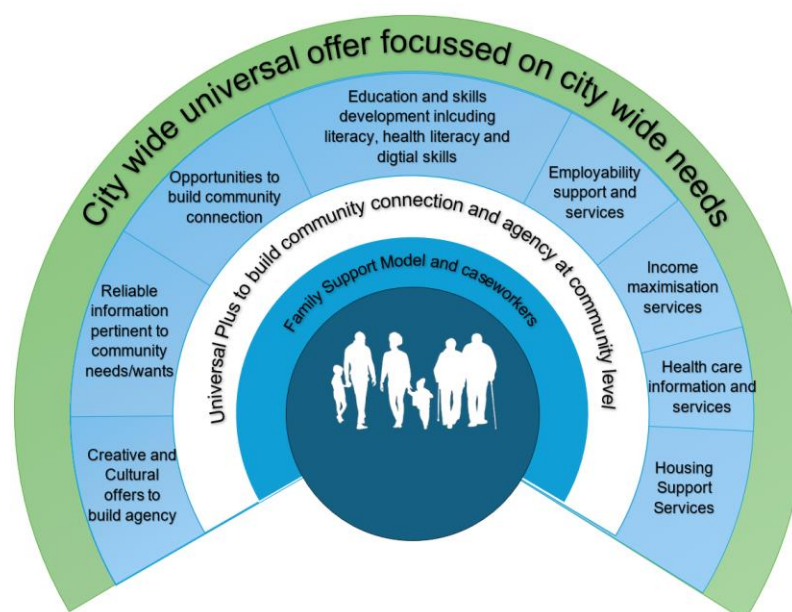 City wide universal offer focussed on city wide needs
Education and skills
development inlcuding
literacy, health literacy and
digtial skills
Opportunities to
build community
connection
Employability
support and
services
Reliable
information
pertinent to
community
needs/wants
Income
maximisation
services
Health care
information and
services
Creative and
Cultural
offers to
build agency
Housing
Support
Services
Universal Plus to build community connection and agency at community level
Family Support Model and caseworkers